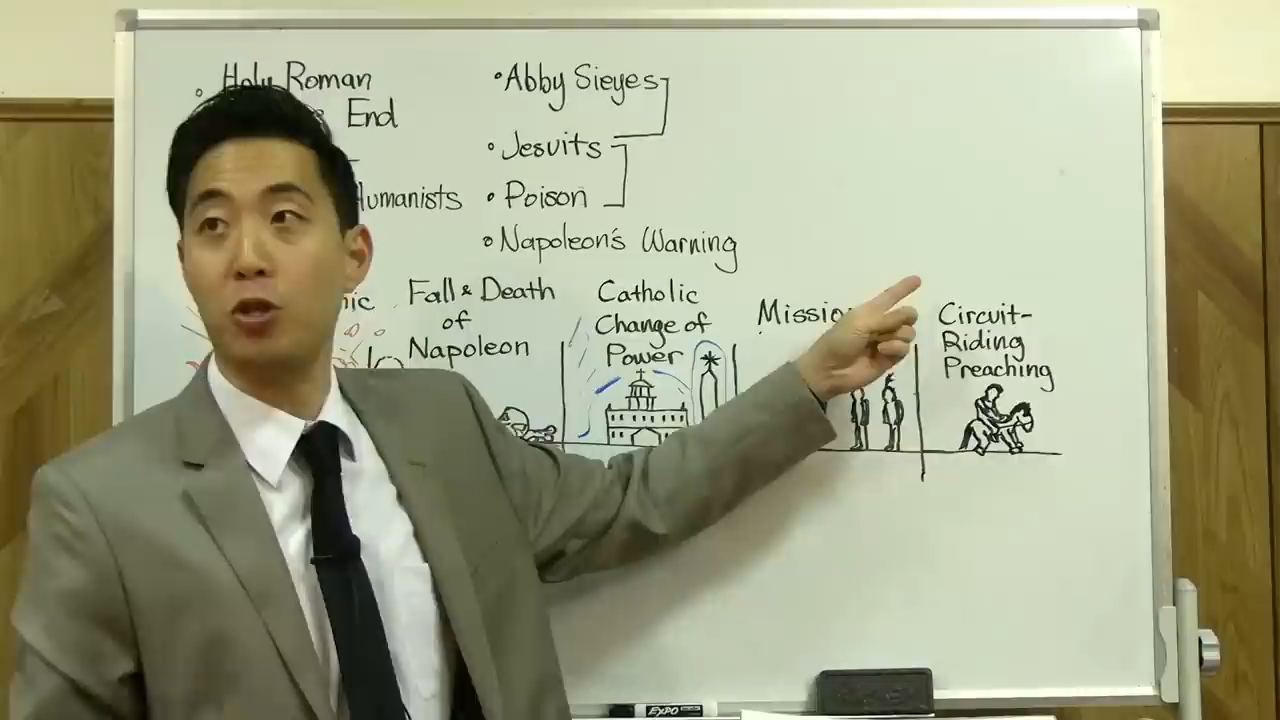 • Holy Roman
End
Humanists
• Abby Sieyes
• Jesuits
• Poison
• Napoleon's Warning
Fall & Death
of
Napoleon
Catholic
Change of
Power
Circuit-
Riding
Preaching
EXPO